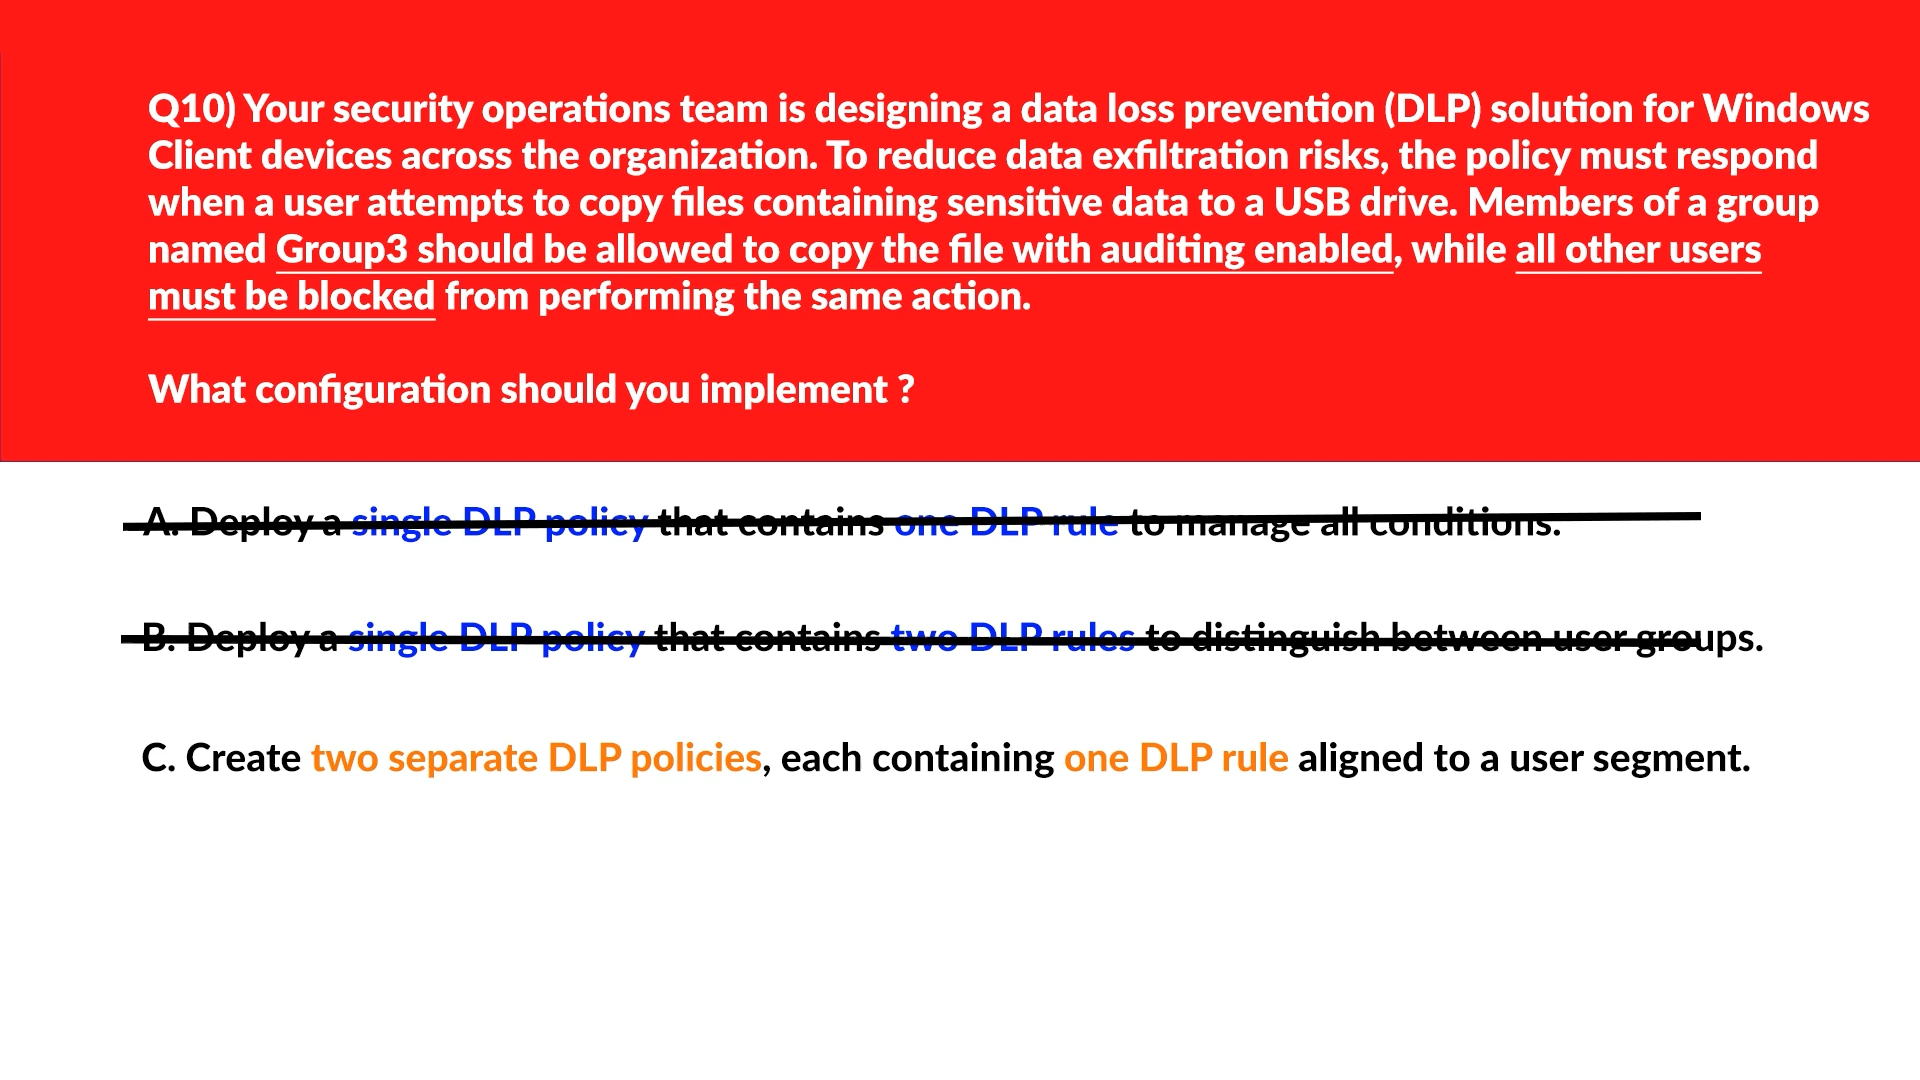 Q10) Your security operations team is designing a data loss prevention (DLP) solution for Windows
Client devices across the organization. To reduce data exfiltration risks, the policy must respond
when a user attempts to copy files containing sensitive data to a USB drive. Members of a group
named Group3 should be allowed to copy the file with auditing enabled, while all other users
must be blocked from performing the same action.
What configuration should you implement ?
A. Deploy a single DLP policy that contains one DLP rule to manage all conditions.
B. Deploy a single DLP policy that contains two DLP rules to distinguish between user groups.
C. Create two separate DLP policies, each containing one DLP rule aligned to a user segment.